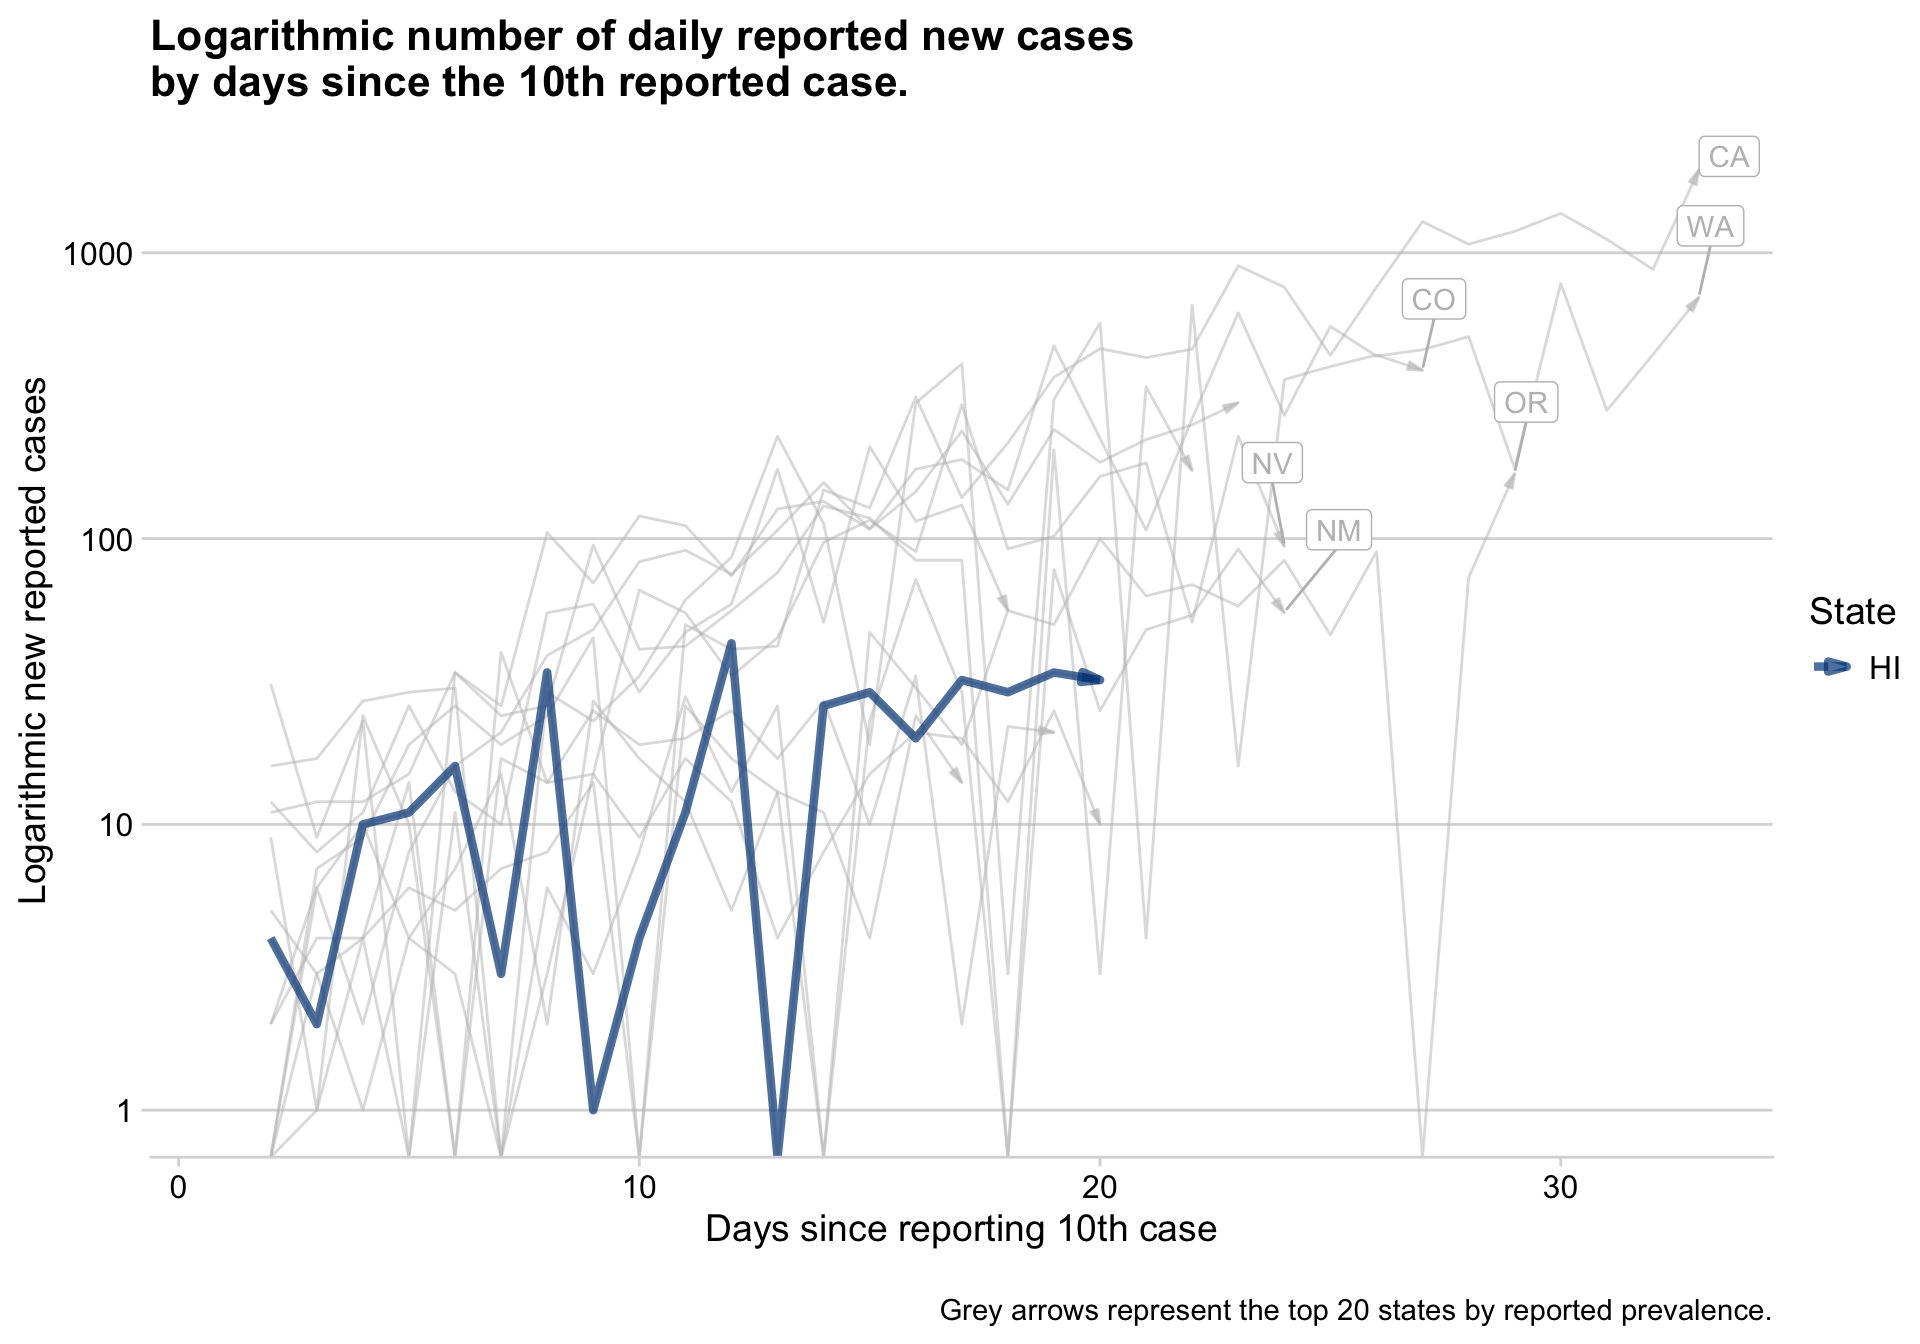 Logarithmic number of daily reported new cases
by days since the 10th reported case.
CA
WA
1000
CO
OR
NV
NM
100
10
1
Logarithmic new reported cases
State
HI
0 10 20 30
Days since reporting 10th case
Grey arrows represent the top 20 states by reported prevalence.